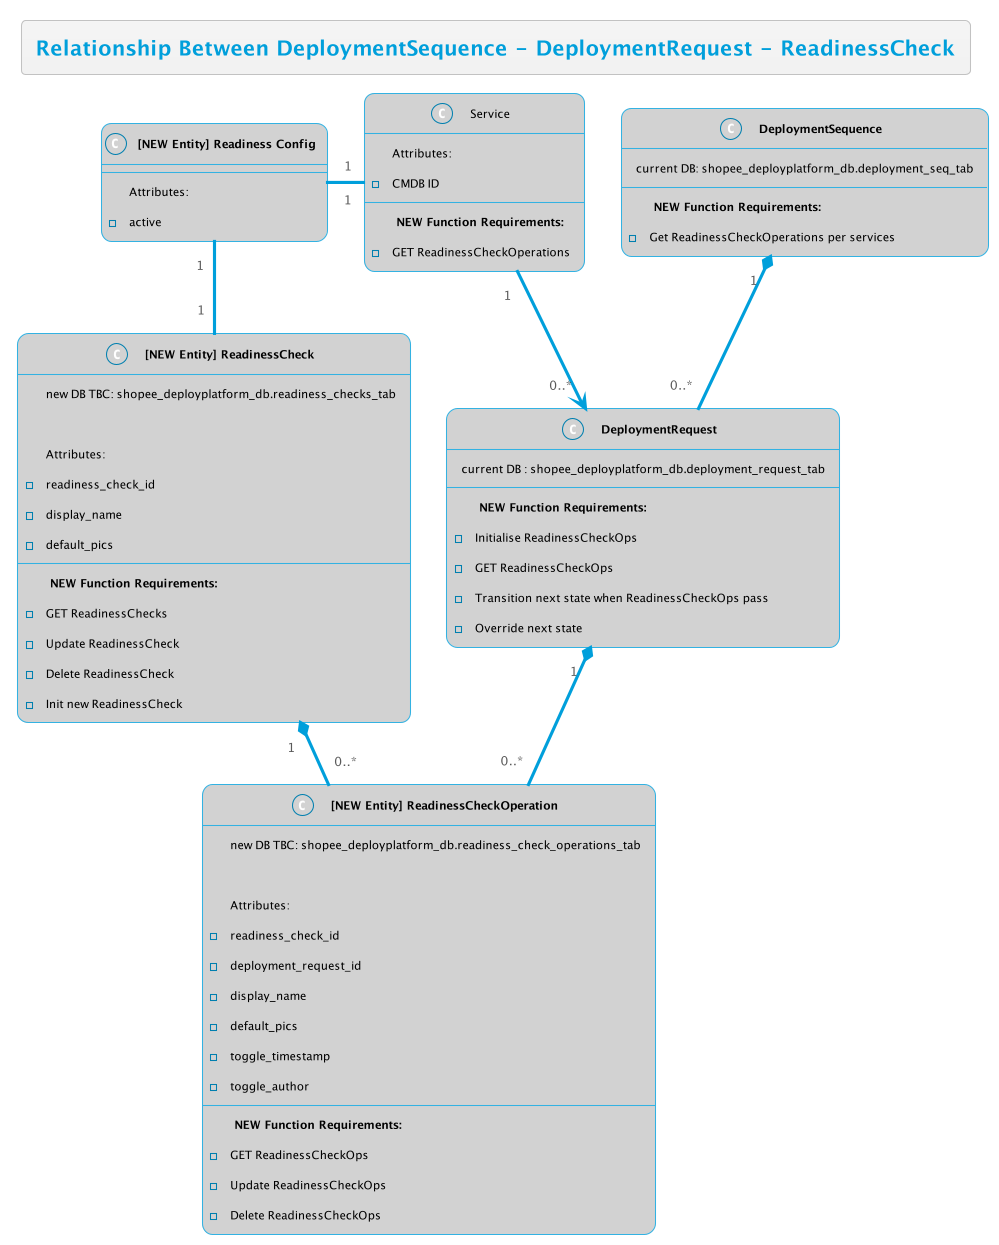 Relationship Between DeploymentSequence - DeploymentRequest - ReadinessCheck
C [NEW Entity] Readiness Config
Attributes:
active
1
1
C Service
Attributes:
CMDB ID
NEW Function Requirements:
GET ReadinessCheckOperations
C DeploymentSequence
current DB: shopee_deployplatform_db.deployment_seq_tab
NEW Function Requirements:
Get ReadinessCheckOperations per services
1
1
1
0..*
1
0..*
C [NEW Entity] ReadinessCheck
new DB TBC: shopee_deployplatform_db.readiness_checks_tab
Attributes:
readiness_check_id
display_name
default_pics
NEW Function Requirements:
GET ReadinessChecks
Update ReadinessCheck
Delete ReadinessCheck
Init new ReadinessCheck
C DeploymentRequest
current DB : shopee_deployplatform_db.deployment_request_tab
NEW Function Requirements:
Initialise ReadinessCheckOps
GET ReadinessCheckOps
Transition next state when ReadinessCheckOps pass
Override next state
1
0..*
1
0..*
C [NEW Entity] ReadinessCheckOperation
new DB TBC: shopee_deployplatform_db.readiness_check_operations_tab
Attributes:
readiness_check_id
deployment_request_id
display_name
default_pics
toggle_timestamp
toggle_author
NEW Function Requirements:
GET ReadinessCheckOps
Update ReadinessCheckOps
Delete ReadinessCheckOps